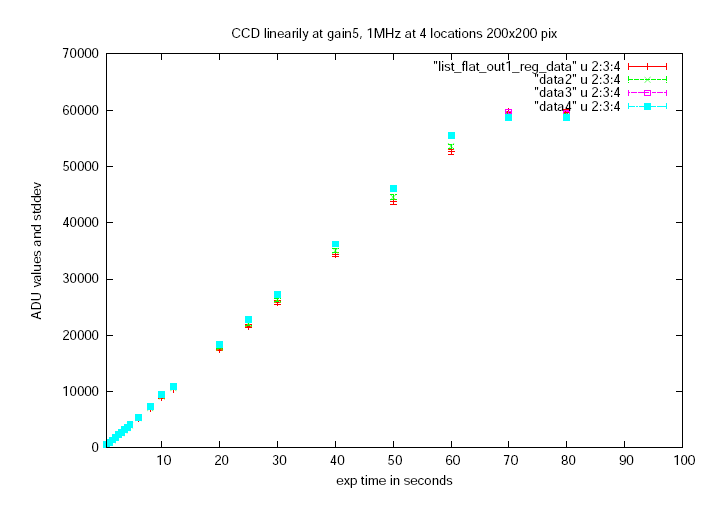 CCD linearily at gain5, 1MHz at 4 locations 200x200 pix
70000
60000
50000
40000
30000
20000
10000
0
ADU values and stddev
"list_flat_out1_reg_data" u 2:3:4
"data2" u 2:3:4
"data3" u 2:3:4
"data4" u 2:3:4
10 20 30 40 50 60 70 80 90 100
exp time in seconds